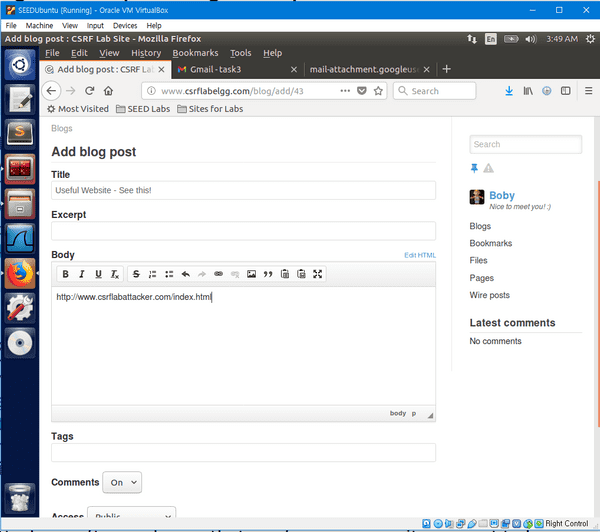 SEEDUbuntu [Running] - Oracle VM VirtualBox
File Machine View Input Devices Help
Add blog post : CSRF Lab Site - Mozilla Firefox
En
3:49 AM
File Edit View History Bookmarks Tools Help
Add blog post : CSRF La
Gmail - task3
mail-attachment.googleus
www.csrflabelgg.com/blog/add/43
Search
Most Visited SEED Labs Sites for Labs
Blogs
Add blog post
Title
Useful Website - See this!
Excerpt
Body
Edit HTML
B I U Tx S
http://www.csrflabattacker.com/index.html
body p
Tags
Comments On
Access Public
Search
Boby
Nice to meet you! :)
Blogs
Bookmarks
Files
Pages
Wire posts
Latest comments
No comments
Right Control